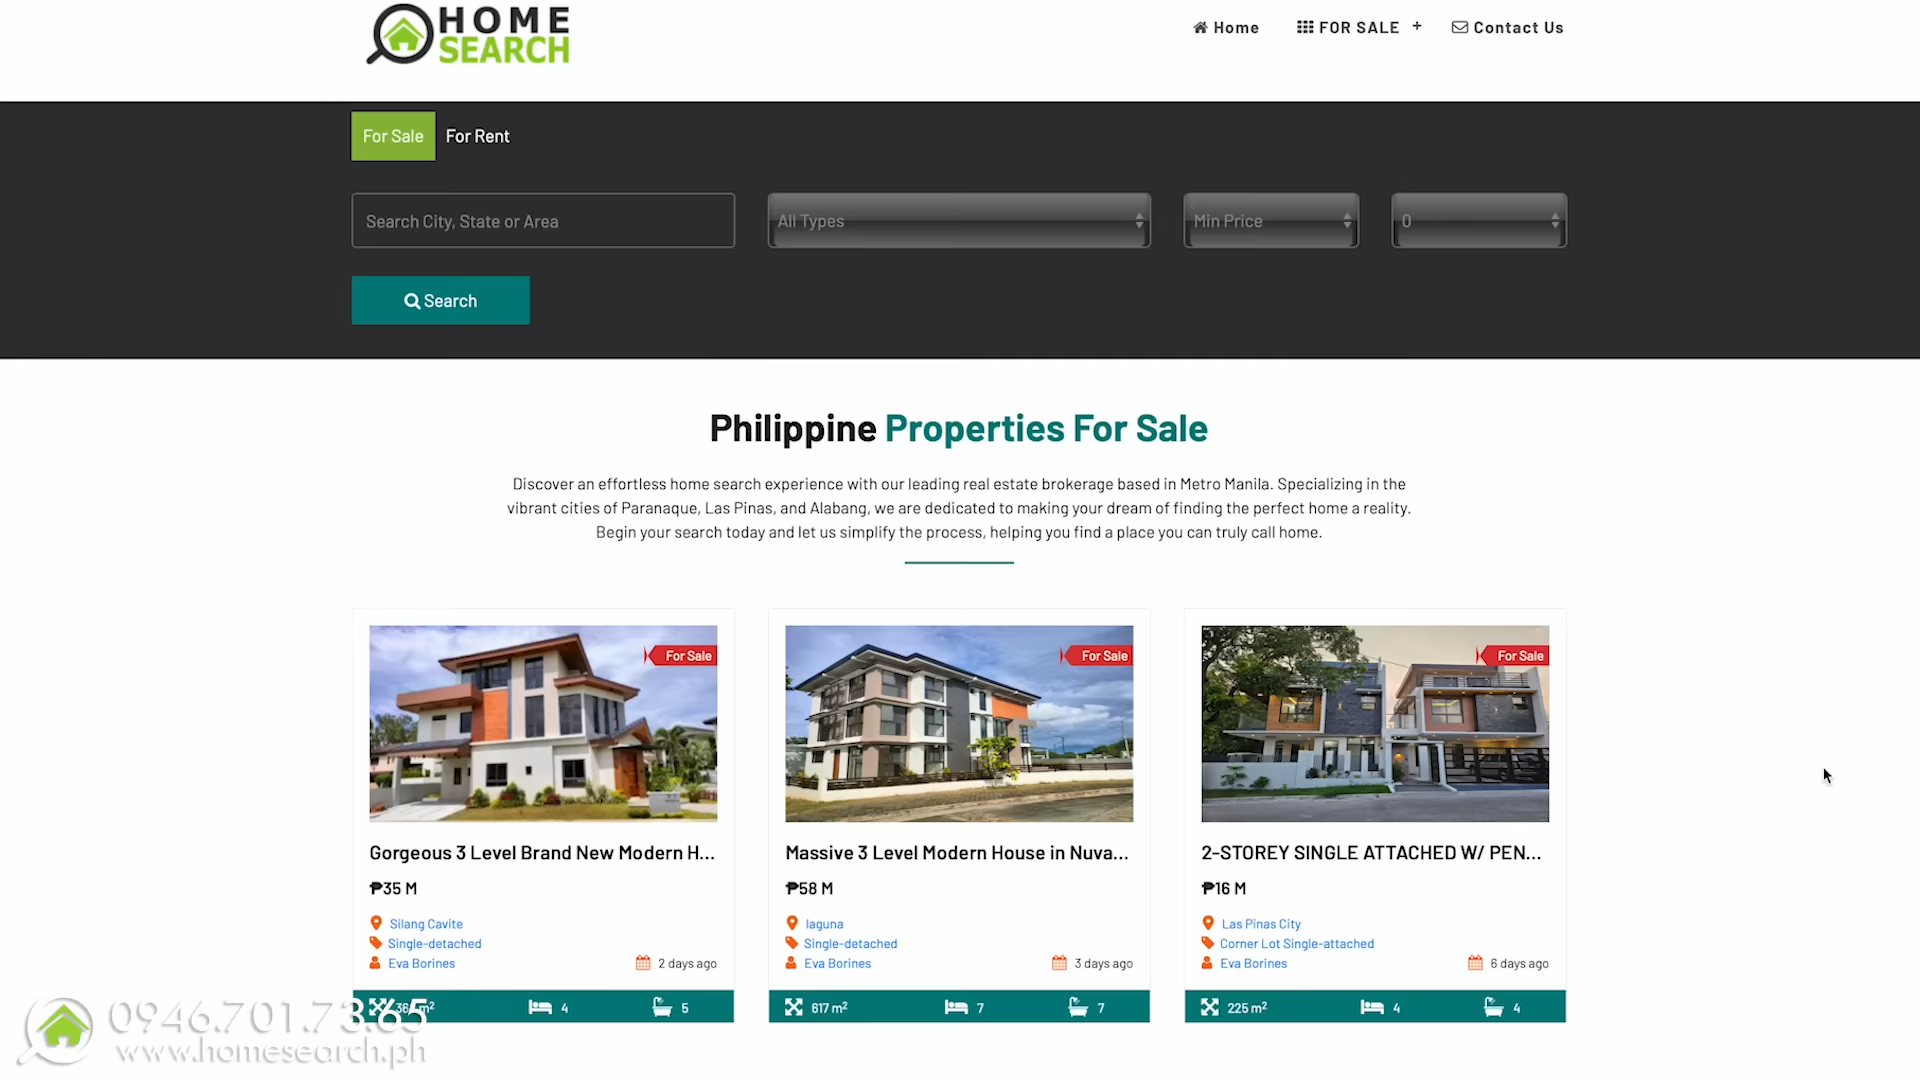 HOME
SEARCH
Home
FOR SALE +
Contact Us
For Sale
For Rent
Search City, State or Area
All Types
Min Price
0
Search
Philippine Properties For Sale
Discover an effortless home search experience with our leading real estate brokerage based in Metro Manila. Specializing in the
vibrant cities of Paranaque, Las Pinas, and Alabang, we are dedicated to making your dream of finding the perfect home a reality.
Begin your search today and let us simplify the process, helping you find a place you can truly call home.
For Sale
For Sale
For Sale
Gorgeous 3 Level Brand New Modern H...
₱35 M
Silang Cavite
Single-detached
Eva Borines
2 days ago
4
5
Massive 3 Level Modern House in Nuva...
₱58 M
laguna
Single-detached
Eva Borines
3 days ago
617 m²
7
7
2-STOREY SINGLE ATTACHED W/ PEN...
₱16 M
Las Pinas City
Corner Lot Single-attached
Eva Borines
6 days ago
225 m²
4
4
0946.701.73.65
www.homesearch.ph